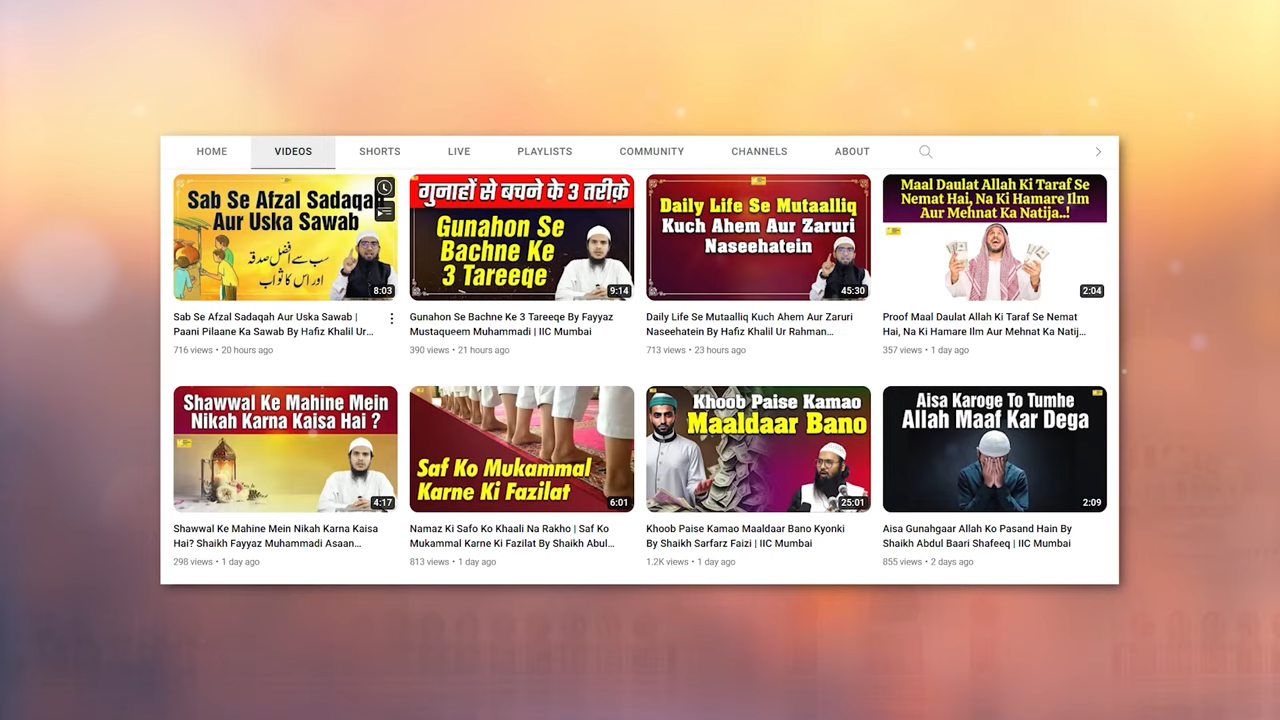 HOME VIDEOS SHORTS LIVE PLAYLISTS COMMUNITY CHANNELS ABOUT
Sab Se Afzal Sadaqah
Aur Uska Sawab
سب سے افضل صدقہ
اور اس کا ثواب
8:03
गुनाहों से बचने के 3 तरीक़े
Gunahon Se
Bachne Ke
3 Tareeqe
9:14
Daily Life Se Mutaalliq
Kuch Ahem Aur Zaruri
Naseehatein
45:30
Maal Daulat Allah Ki Taraf Se
Nemat Hai, Na Ki Hamare Ilm
Aur Mehnat Ka Natija..!
2:04
Sab Se Afzal Sadaqah Aur Uska Sawab |
Paani Pilaane Ka Sawab By Hafiz Khalil Ur...
716 views • 20 hours ago
Gunahon Se Bachne Ke 3 Tareeqe By Fayyaz
Mustaqueem Muhammadi | IIC Mumbai
390 views • 21 hours ago
Daily Life Se Mutaalliq Kuch Ahem Aur Zaruri
Naseehatein By Hafiz Khalil Ur Rahman...
713 views • 23 hours ago
Proof Maal Daulat Allah Ki Taraf Se Nemat
Hai, Na Ki Hamare Ilm Aur Mehnat Ka Natij...
357 views • 1 day ago
Shawwal Ke Mahine Mein
Nikah Karna Kaisa Hai ?
4:17
Saf Ko Mukammal
Karne Ki Fazilat
6:01
Khoob Paise Kamao
Maaldaar Bano
25:01
Aisa Karoge To Tumhe
Allah Maaf Kar Dega
2:09
Shawwal Ke Mahine Mein Nikah Karna Kaisa
Hai? Shaikh Fayyaz Muhammadi Asaan...
298 views • 1 day ago
Namaz Ki Safo Ko Khaali Na Rakho | Saf Ko
Mukammal Karne Ki Fazilat By Shaikh Abul...
813 views • 1 day ago
Khoob Paise Kamao Maaldaar Bano Kyonki
By Shaikh Sarfarz Faizi | IIC Mumbai
1.2K views • 1 day ago
Aisa Gunahgaar Allah Ko Pasand Hain By
Shaikh Abdul Baari Shafeeq | IIC Mumbai
855 views • 2 days ago